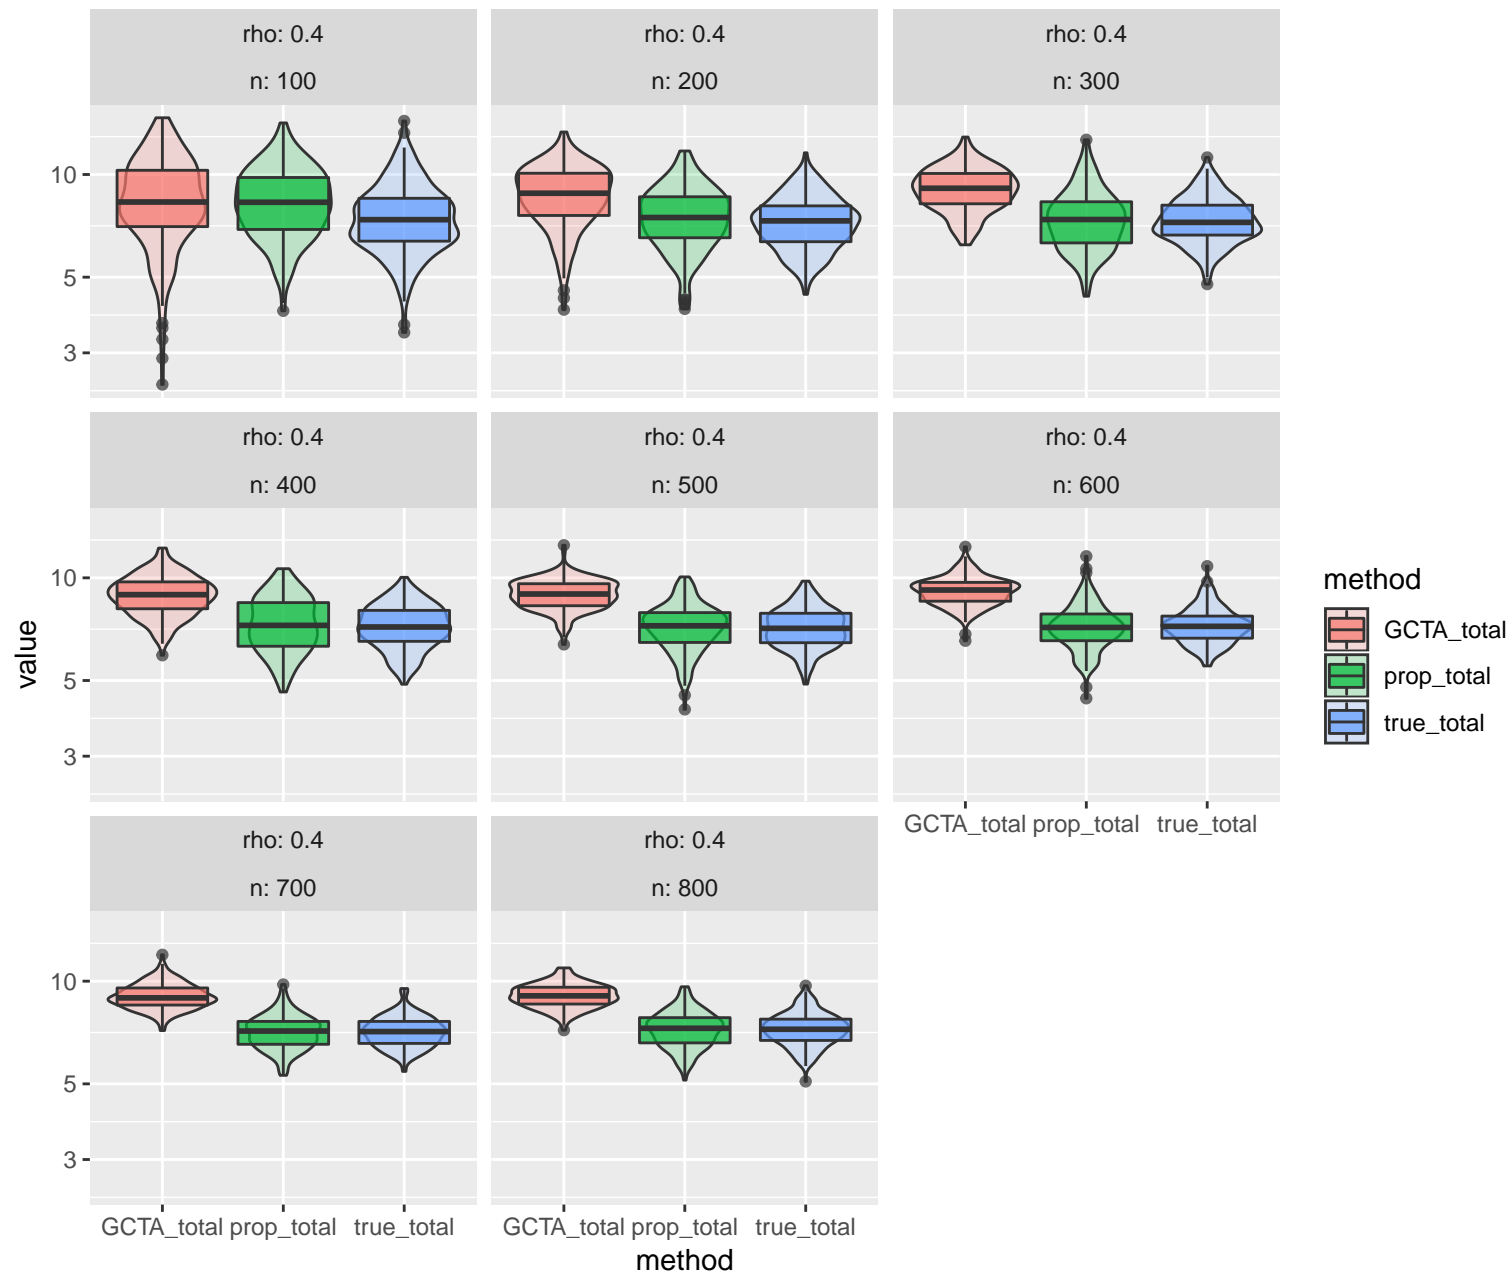 rho: 0.4
n: 100
rho: 0.4
n: 200
rho: 0.4
n: 300
10
5
3
rho: 0.4
n: 400
rho: 0.4
n: 500
rho: 0.4
n: 600
10
5
3
GCTA_total prop_total true_total
rho: 0.4
n: 700
rho: 0.4
n: 800
10
5
3
GCTA_total prop_total true_total
GCTA_total prop_total true_total
method
value
method
GCTA_total
prop_total
true_total